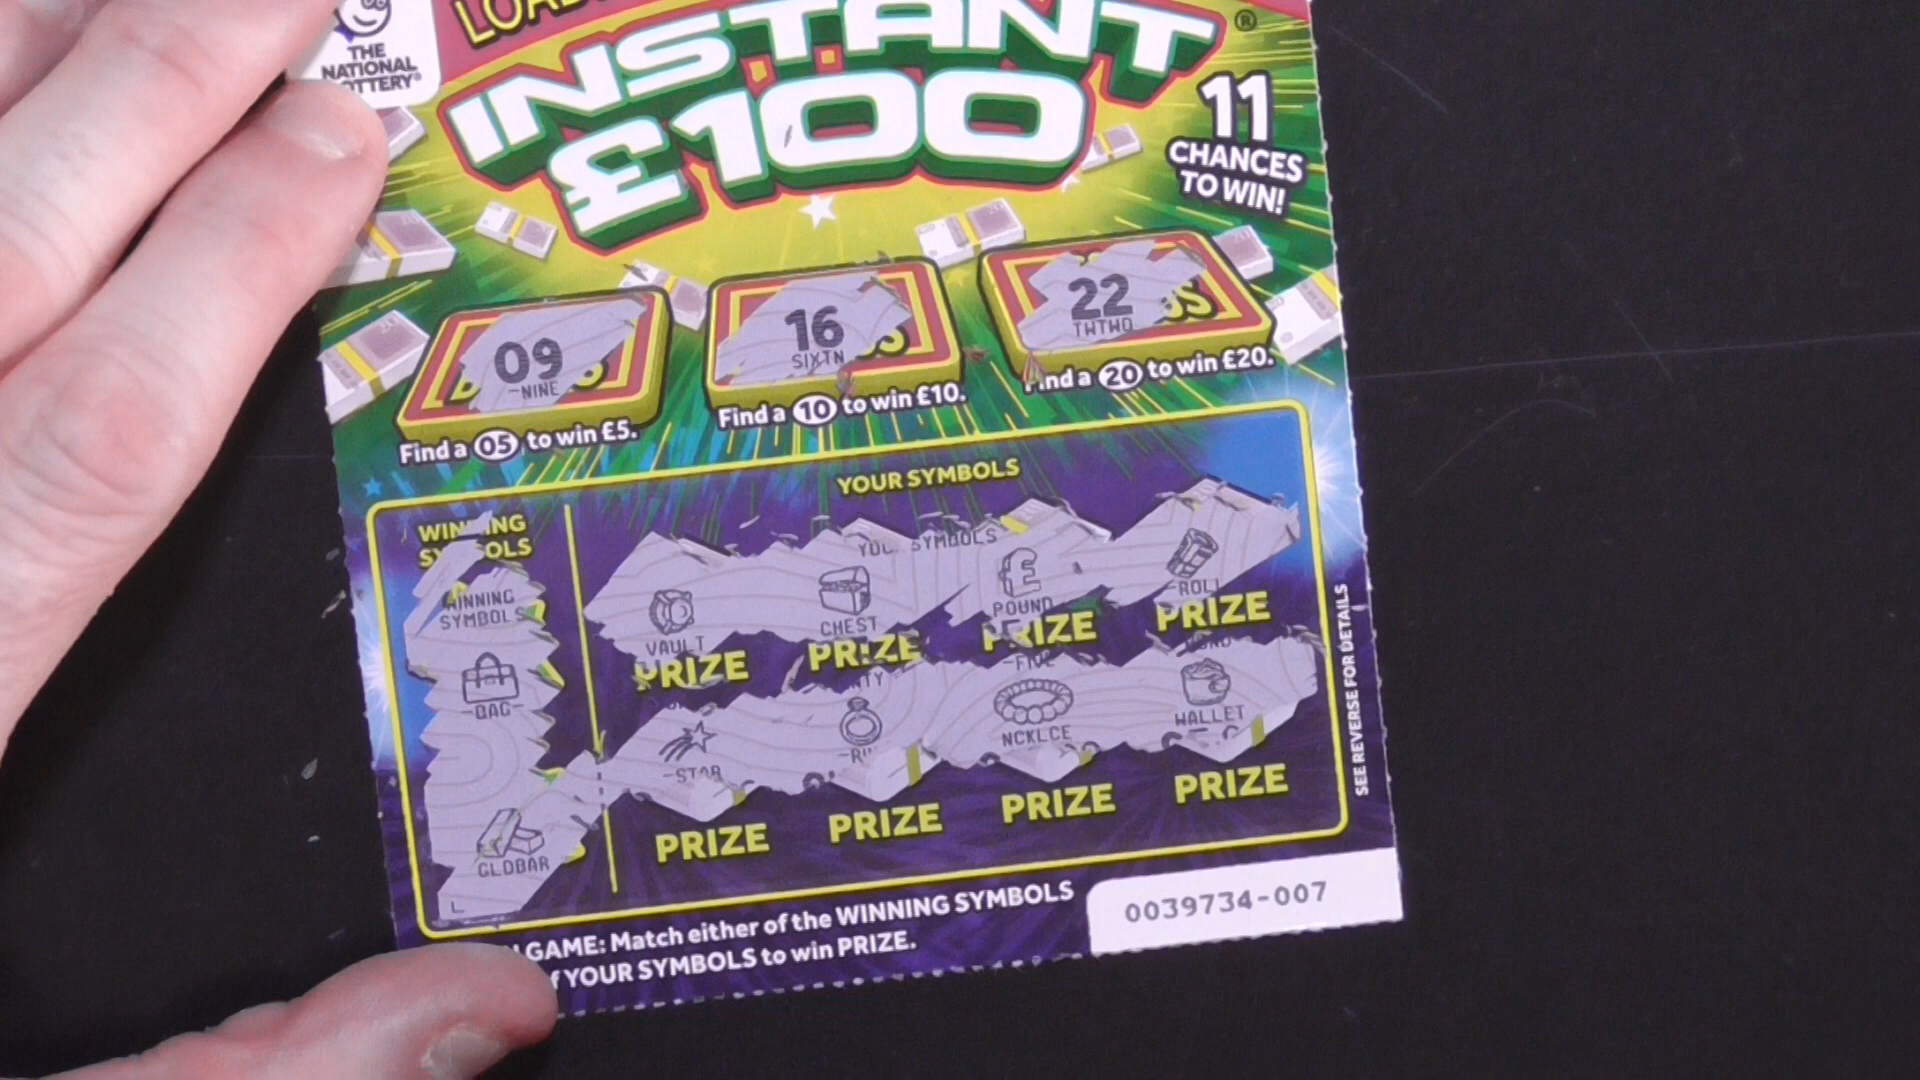 THE
NATIONAL
OTTERY®
INSTANT ®
£100
11
CHANCES
TO WIN!
09
NINE
16
SIXTN
22
TWTWO
Find a 05 to win £5.
Find a 10 to win £10.
Find a 20 to win £20.
YOUR SYMBOLS
SYMBOLS
WINNING
SYMBOLS
WINNING
SYMBOLS
VAULT
CHEST
POUND
ROLL
PRIZE
PRIZE
PRIZE
PRIZE
BAG
STAR
NCKLCE
WALLET
GLDBAR
PRIZE
PRIZE
PRIZE
PRIZE
GAME: Match either of the WINNING SYMBOLS
f YOUR SYMBOLS to win PRIZE.
0039734-007
SEE REVERSE FOR DETAILS